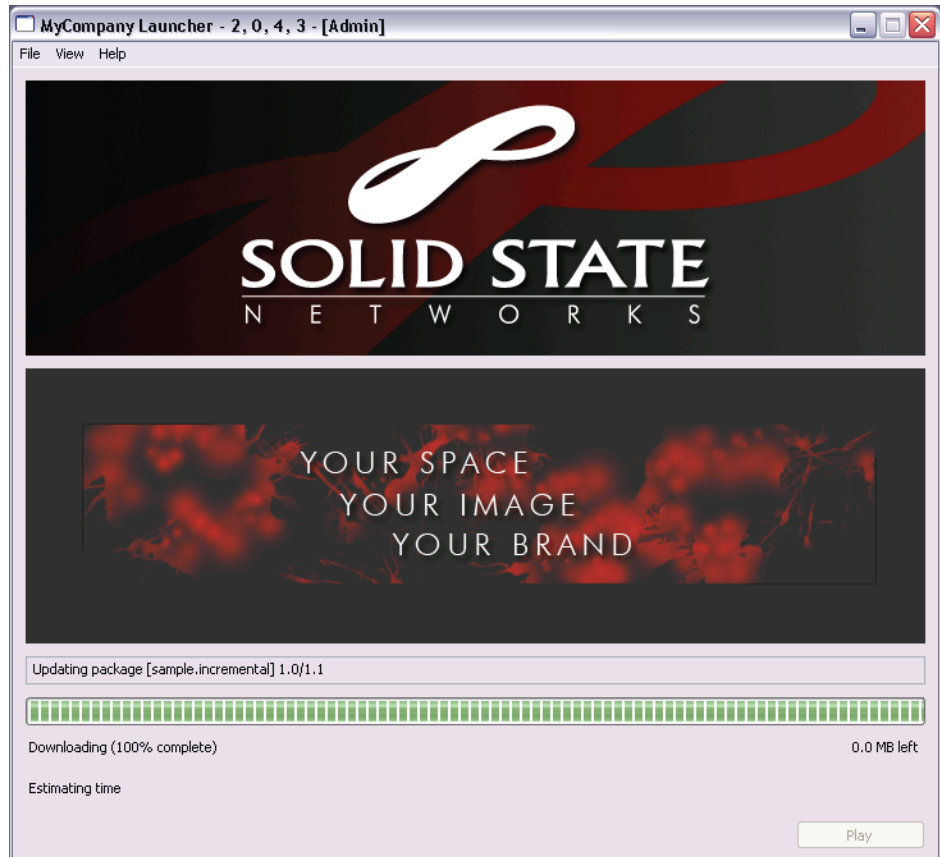 MyCompany Launcher - 2, 0, 4, 3 - [Admin]
File View Help
SOLID STATE
NETWORKS
YOUR SPACE
YOUR IMAGE
YOUR BRAND
Updating package [sample.incremental] 1.0/1.1
Downloading (100% complete) 0.0 MB left
Estimating time
Play